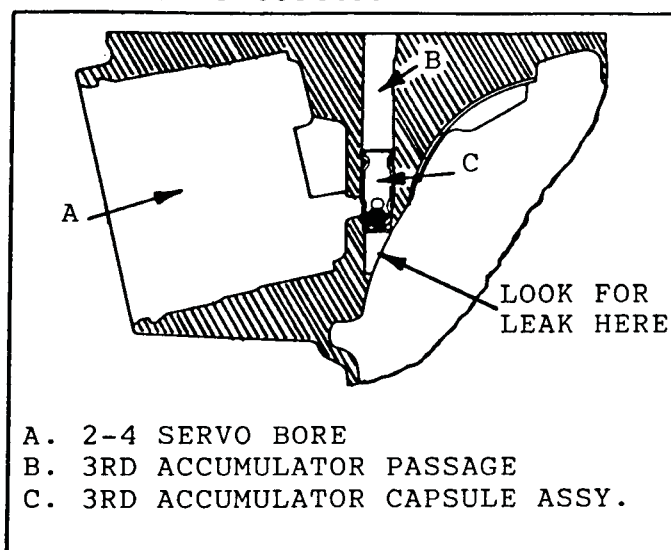 B
C
A
LOOK FOR
LEAK HERE
A. 2-4 SERVO BORE
B. 3RD ACCUMULATOR PASSAGE
C. 3RD ACCUMULATOR CAPSULE ASSY.